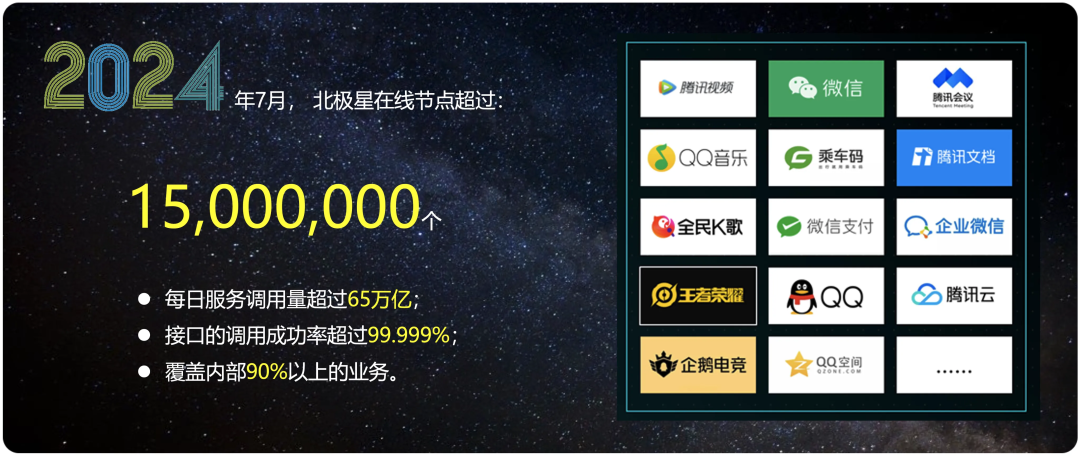 2024年7月，北极星在线节点超过：
15,000,000个
每日服务调用量超过65万亿；
接口的调用成功率超过99.999%；
覆盖内部90%以上的业务。
腾讯视频
微信
腾讯会议
Tencent Meeting
QQ音乐
乘车码
腾讯文档
全民K歌
微信支付
企业微信
王者荣耀
QQ
腾讯云
企鹅电竞
QQ空间
QZONE.COM
......